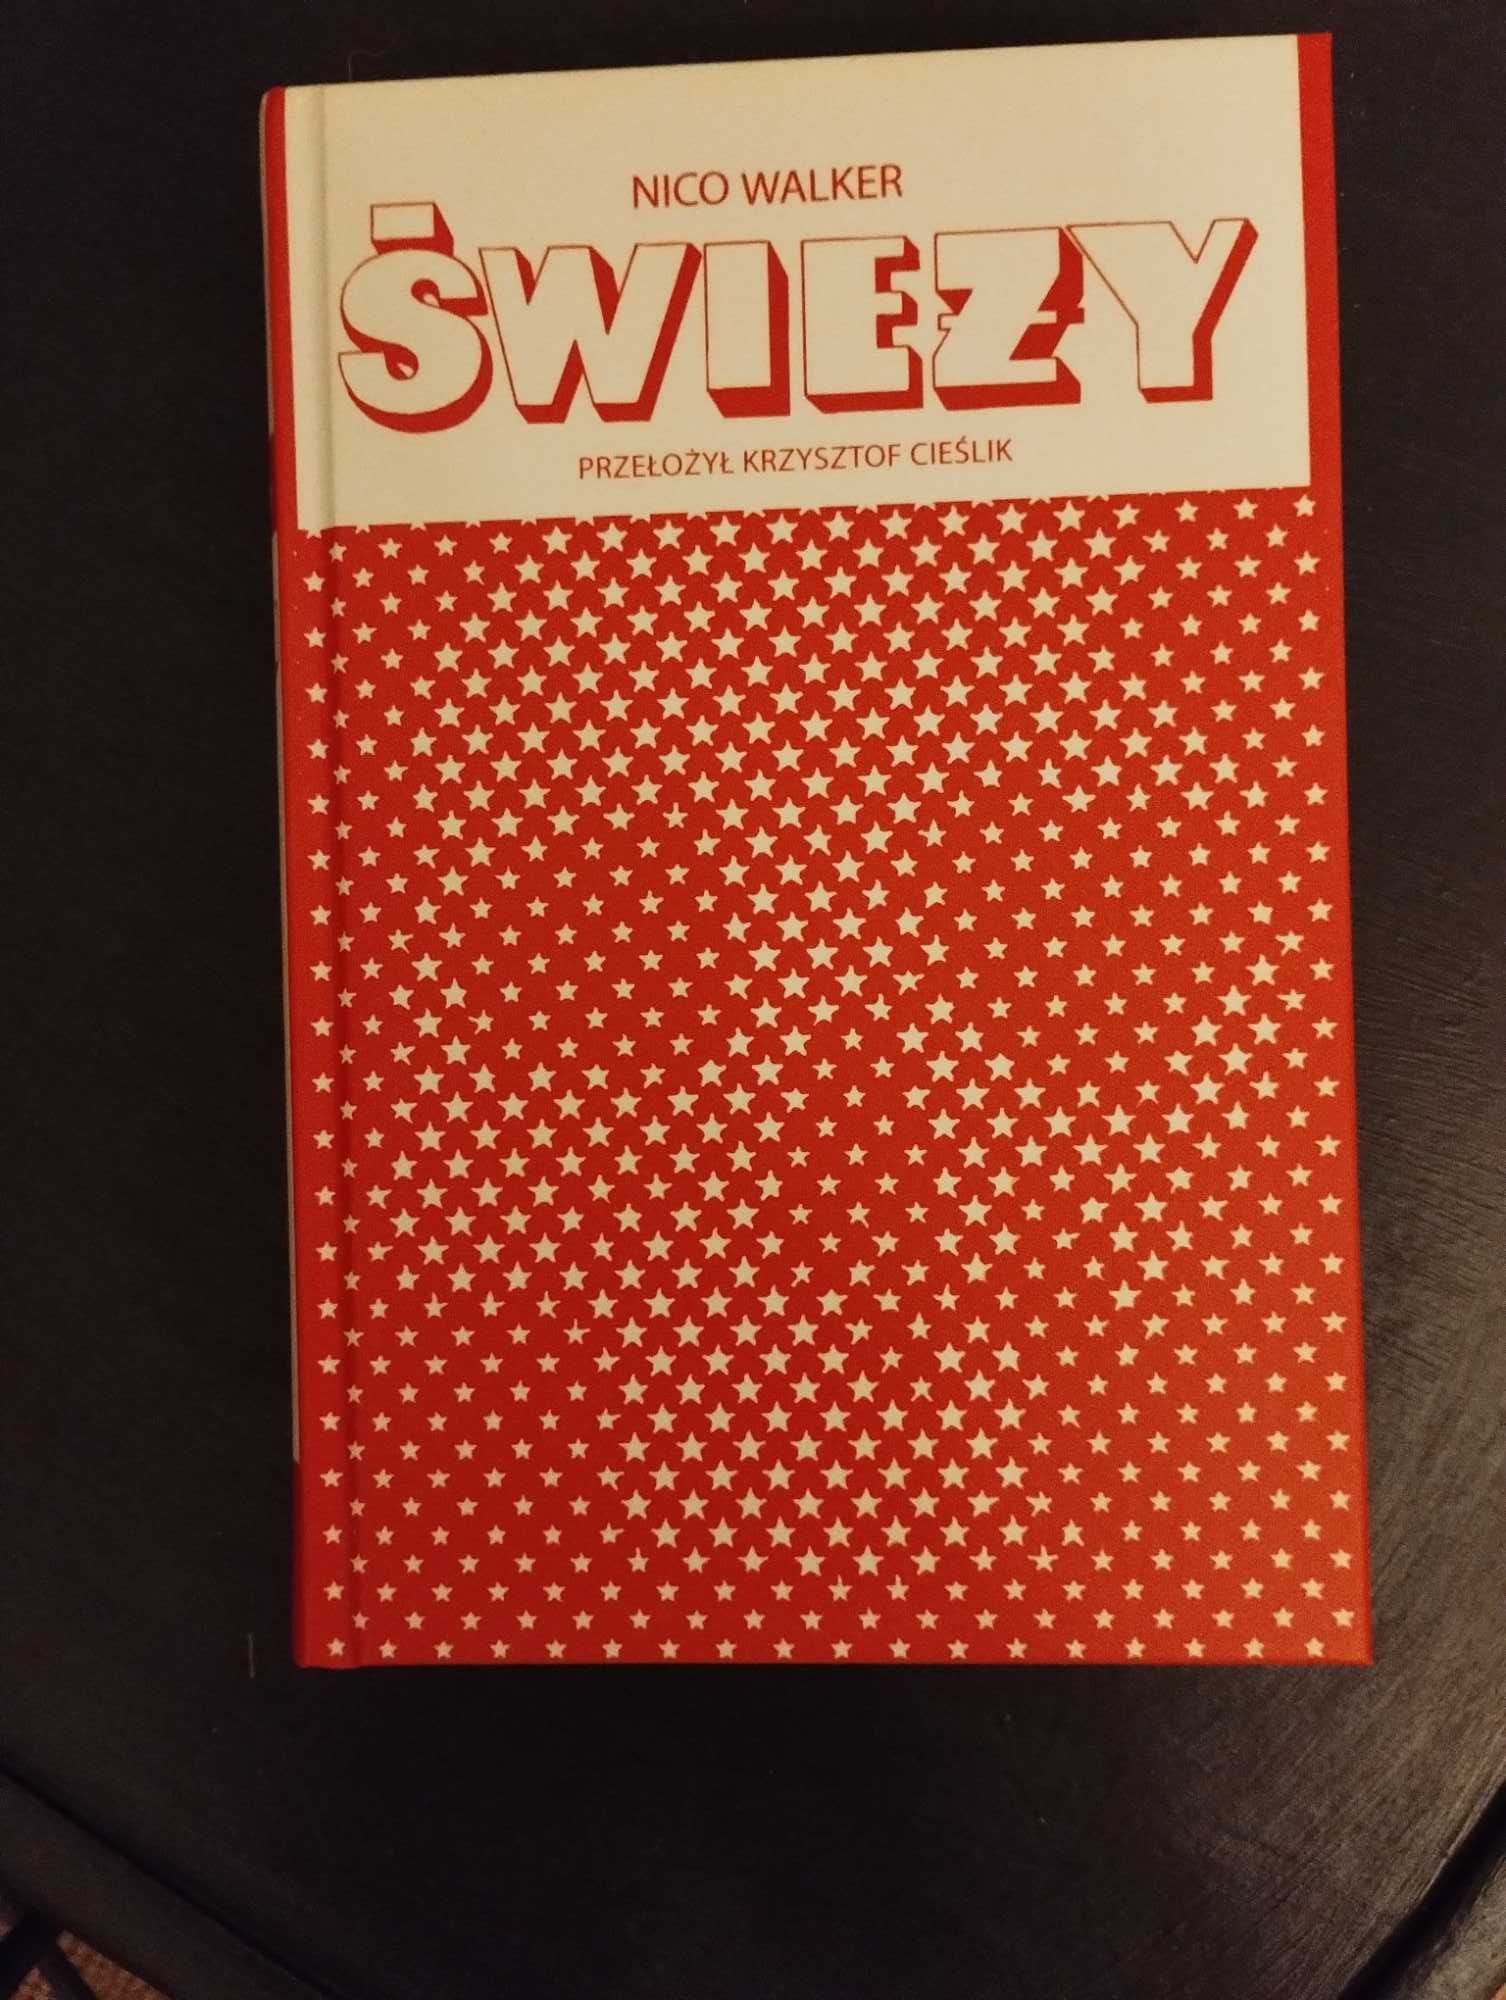 NICO WALKER
ŚWIEŻY
PRZEŁOŻYŁ KRZYSZTOF CIEŚLIK